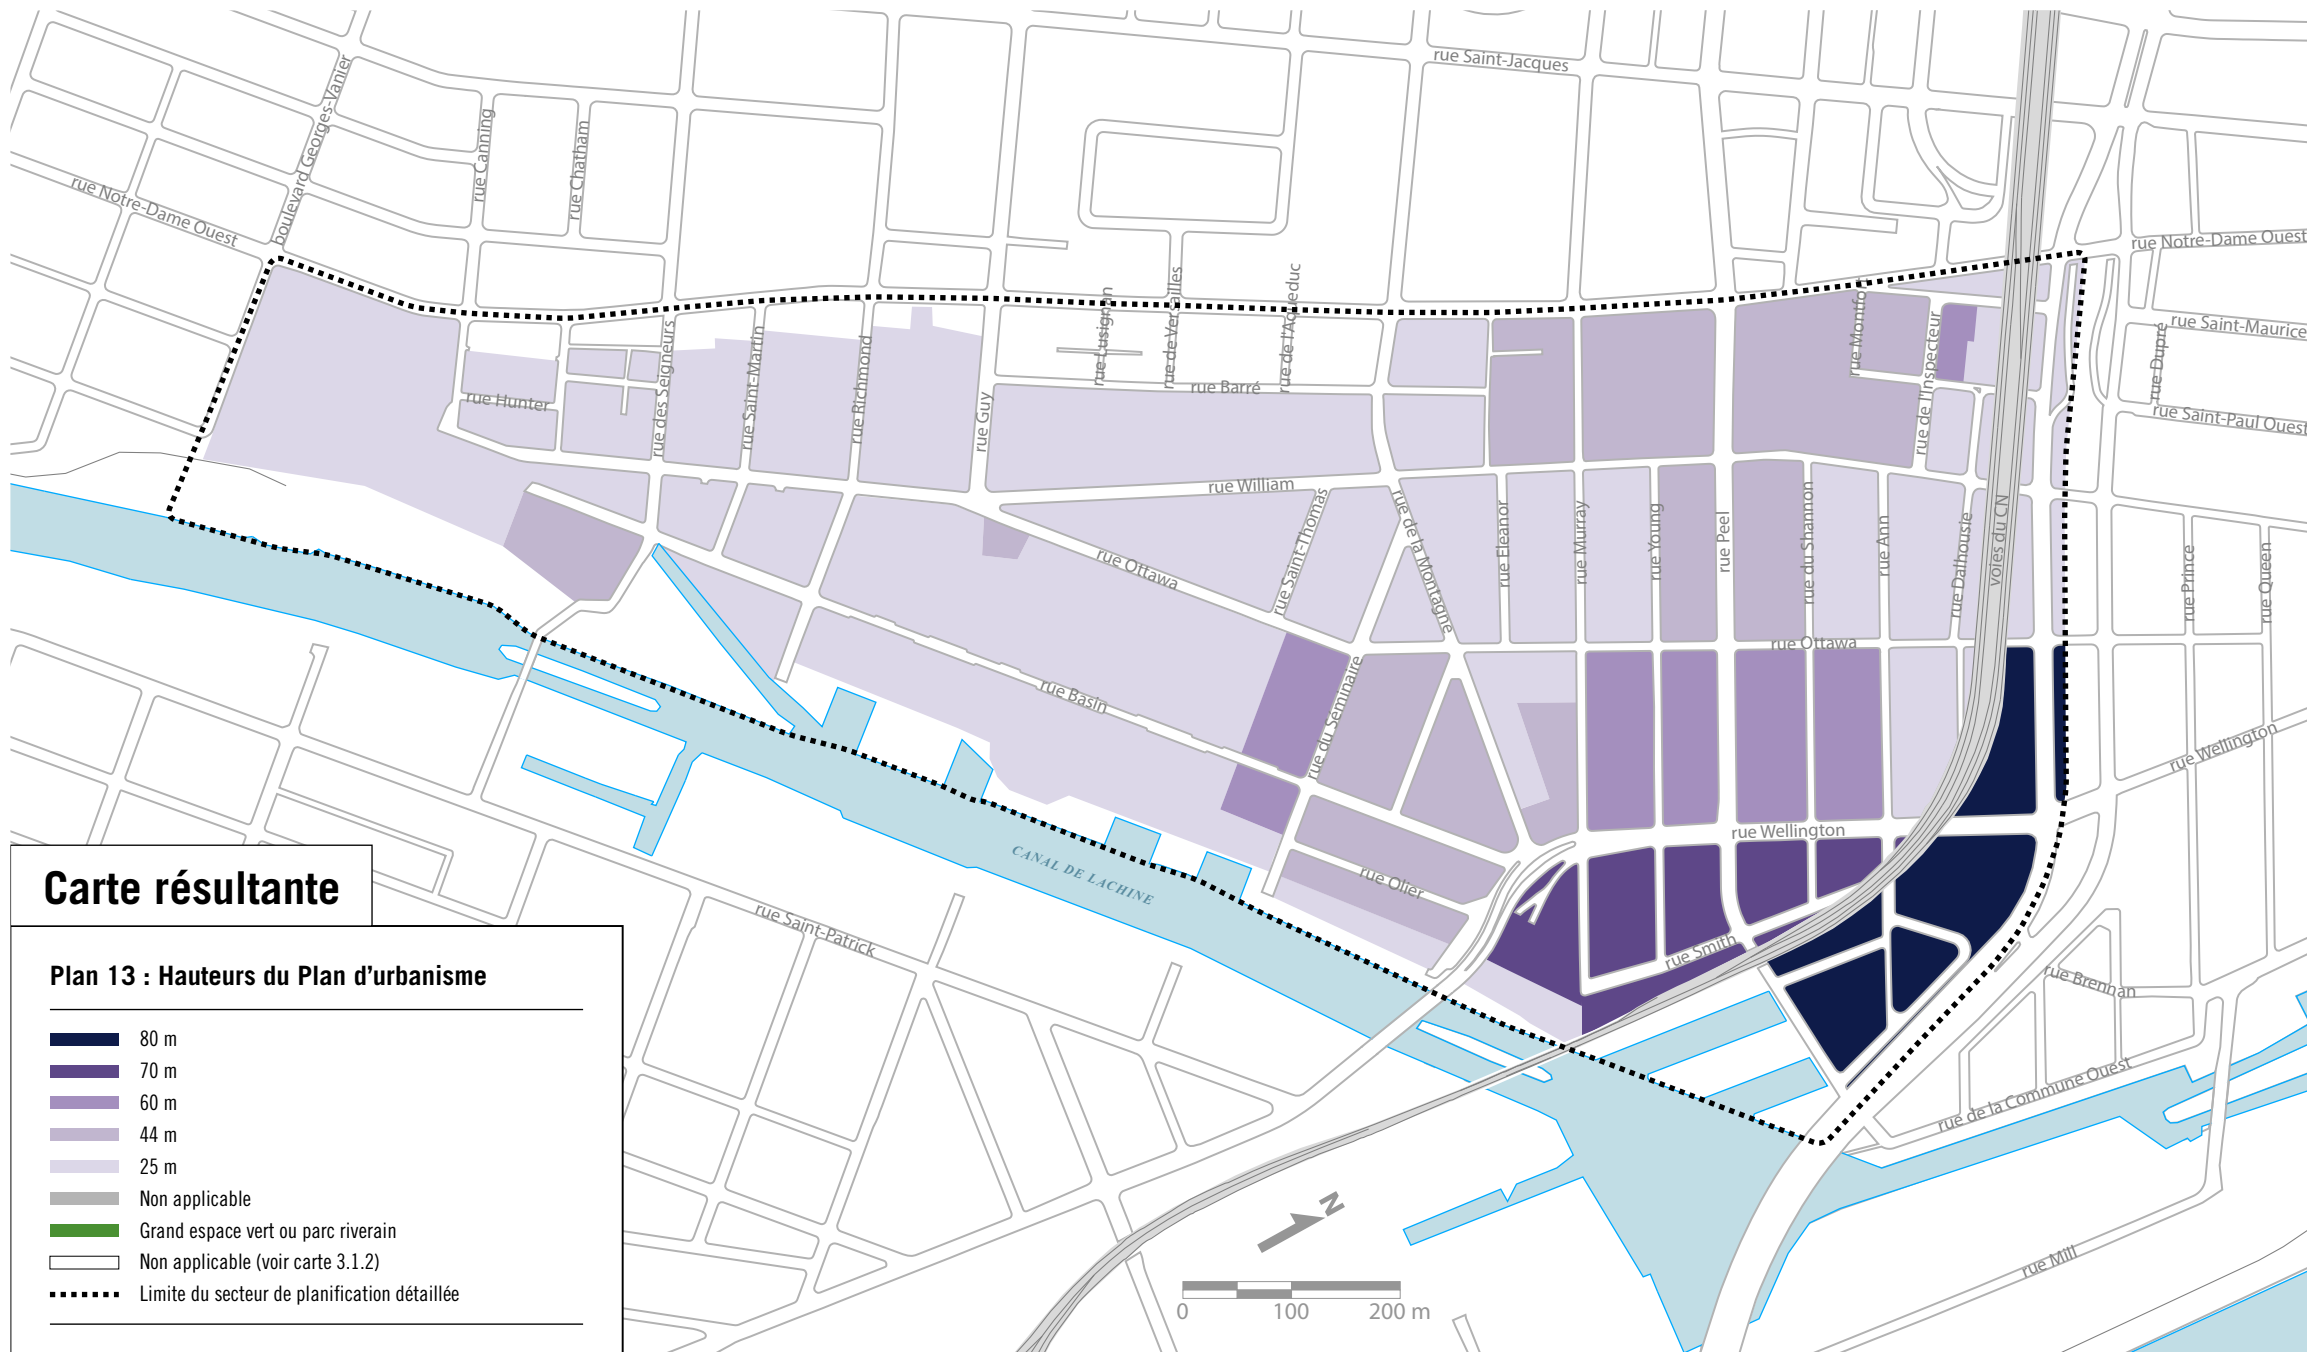 rue Saint-Jacques
boulevard Georges-Vanier
rue Canning
rue Chatham
rue Notre-Dame Ouest
rue Notre-Dame Ouest
rue Lusignan
rue de Versailles
rue de l'Aqueduc
rue Montfort
rue de l'Inspecteur
rue Saint-Maurice
rue Dupré
rue Saint-Paul Ouest
rue Hunter
rue des Seigneurs
rue Saint-Martin
rue Richmond
rue Guy
rue Barré
rue William
rue Saint-Thomas
rue de la Montagne
rue Eleanor
rue Murray
rue Young
rue Peel
rue du Shannon
rue Ann
rue Dalhousie
voies du CN
rue Prince
rue Queen
rue Ottawa
rue Ottawa
rue Basin
rue du Séminaire
rue Wellington
rue Wellington
rue Olier
rue Smith
CANAL DE LACHINE
rue Saint-Patrick
rue Brennan
rue de la Commune Ouest
rue Mill
N
0 100 200 m
Carte résultante
Plan 13 : Hauteurs du Plan d'urbanisme
80 m
70 m
60 m
44 m
25 m
Non applicable
Grand espace vert ou parc riverain
Non applicable (voir carte 3.1.2)
Limite du secteur de planification détaillée